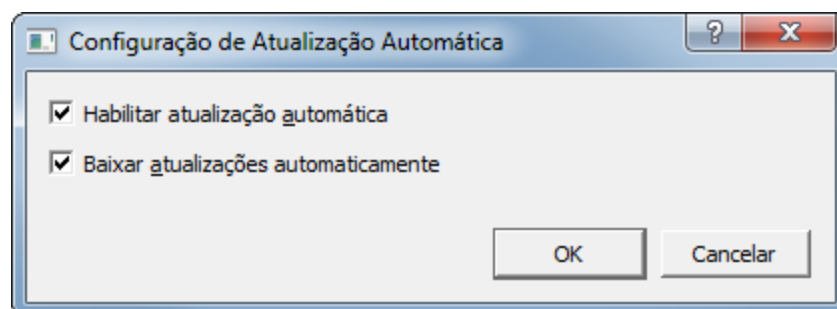 Configuração de Atualização Automática
Habilitar atualização automática
Baixar atualizações automaticamente
OK Cancelar